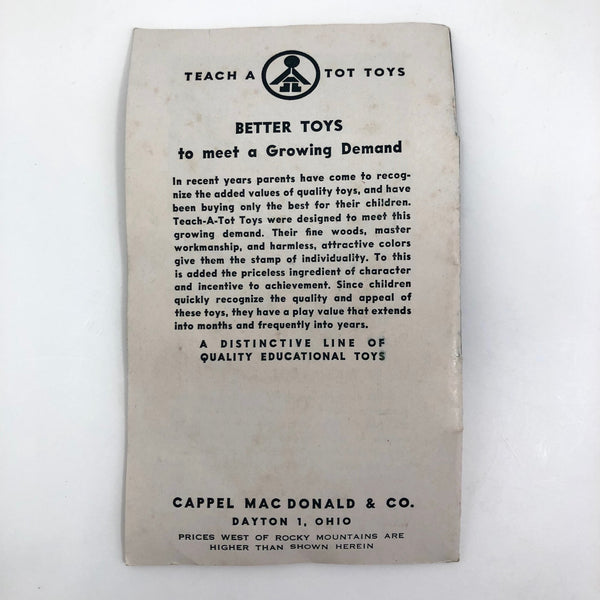 TEACH A TOT TOYS
BETTER TOYS
to meet a Growing Demand
In recent years parents have come to recog-
nize the added values of quality toys, and have
been buying only the best for their children.
Teach-A-Tot Toys were designed to meet this
growing demand. Their fine woods, master
workmanship, and harmless, attractive colors
give them the stamp of individuality. To this
is added the priceless ingredient of character
and incentive to achievement. Since children
quickly recognize the quality and appeal of
these toys, they have a play value that extends
into months and frequently into years.
A DISTINCTIVE LINE OF
QUALITY EDUCATIONAL TOYS
CAPPEL MAC DONALD & CO.
DAYTON 1, OHIO
PRICES WEST OF ROCKY MOUNTAINS ARE
HIGHER THAN SHOWN HEREIN